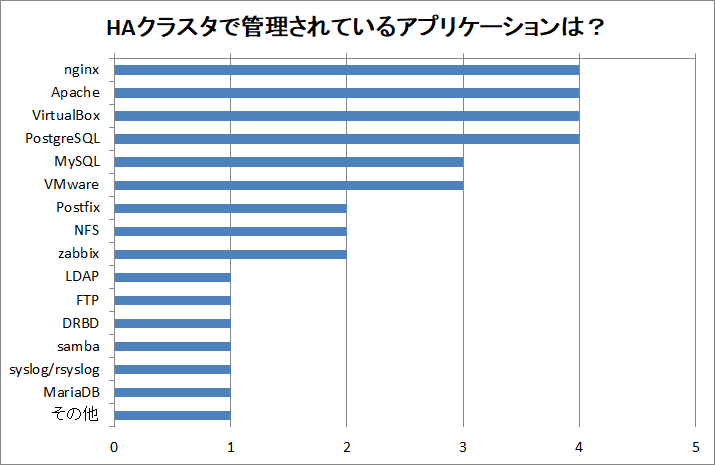 HAクラスタで管理されているアプリケーションは？
nginx
Apache
VirtualBox
PostgreSQL
MySQL
VMware
Postfix
NFS
zabbix
LDAP
FTP
DRBD
samba
syslog/rsyslog
MariaDB
その他
0 1 2 3 4 5